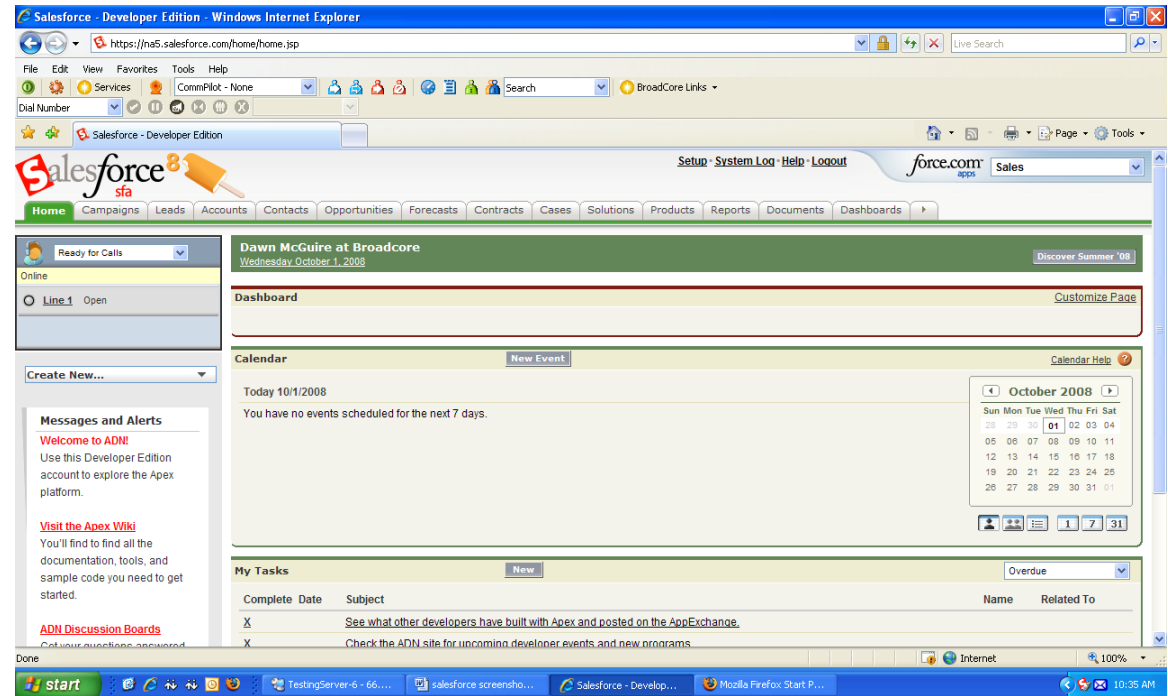 Salesforce - Developer Edition - Windows Internet Explorer
https://na5.salesforce.com/home/home.jsp
Live Search
File Edit View Favorites Tools Help
Services CommPilot - None Search BroadCore Links
Dial Number
Salesforce - Developer Edition
Page Tools
salesforce 8
sfa
Setup · System Log · Help · Logout
force.com
apps
Sales
Home Campaigns Leads Accounts Contacts Opportunities Forecasts Contracts Cases Solutions Products Reports Documents Dashboards
Ready for Calls
Online
Line 1 Open
Create New...
Messages and Alerts
Welcome to ADN!
Use this Developer Edition
account to explore the Apex
platform.
Visit the Apex Wiki
You'll find to find all the
documentation, tools, and
sample code you need to get
started.
ADN Discussion Boards
Got your questions answered
Dawn McGuire at Broadcore
Wednesday October 1, 2008
Discover Summer '08
Dashboard
Customize Page
Calendar
New Event
Calendar Help
Today 10/1/2008
You have no events scheduled for the next 7 days.
October 2008
Sun Mon Tue Wed Thu Fri Sat
28 29 30 01 02 03 04
05 06 07 08 09 10 11
12 13 14 15 16 17 18
19 20 21 22 23 24 25
26 27 28 29 30 31 01
1 7 31
My Tasks
New
Overdue
Complete Date Subject Name Related To
X See what other developers have built with Apex and posted on the AppExchange.
X Check the ADN site for upcoming developer events and new programs
Done
Internet
100%
start
TestingServer-6 - 66....
salesforce screensho...
Salesforce - Develop...
Mozilla Firefox Start P...
10:35 AM